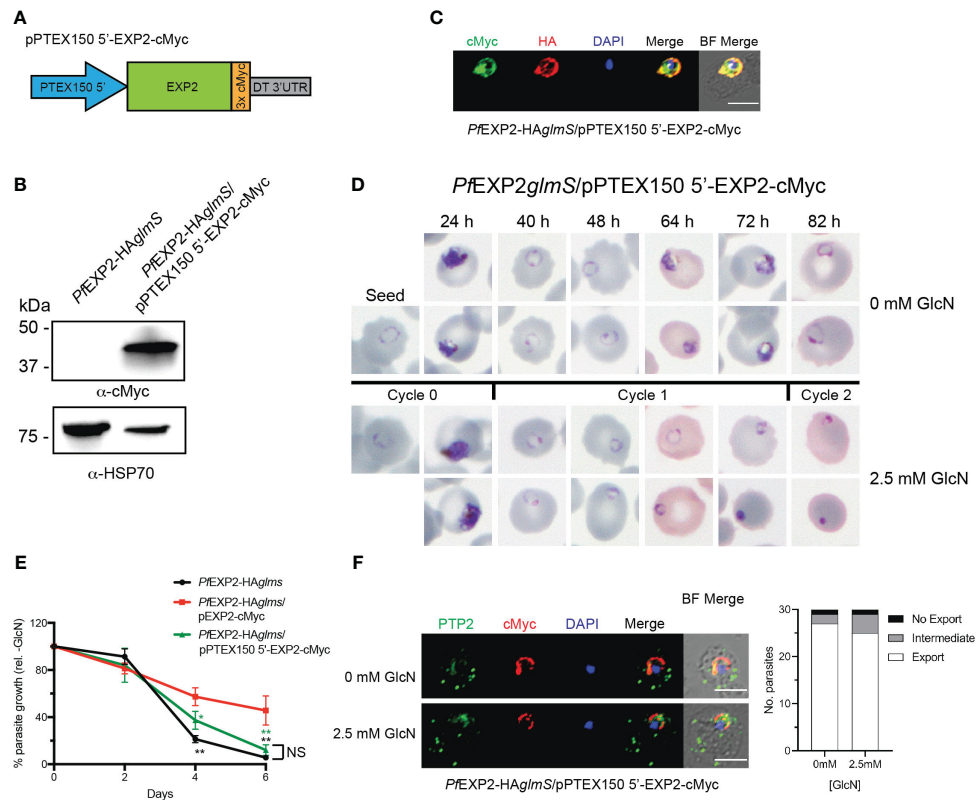 A
pPTEX150 5’-EXP2-cMyc
PTEX150 5’
EXP2
3x cMyc
DT 3’UTR
B
PfEXP2-HAglmS
PfEXP2-HAglmS/
pPTEX150 5’-EXP2-cMyc
kDa
50 -
37 -
α-cMyc
75 -
α-HSP70
C
cMyc HA DAPI Merge BF Merge
PfEXP2-HAglmS/pPTEX150 5’-EXP2-cMyc
D
PfEXP2glmS/pPTEX150 5’-EXP2-cMyc
24 h 40 h 48 h 64 h 72 h 82 h
Seed
0 mM GlcN
Cycle 0 Cycle 1 Cycle 2
2.5 mM GlcN
E
PfEXP2-HAglms
PfEXP2-HAglms/
pEXP2-cMyc
PfEXP2-HAglms/
pPTEX150 5’-EXP2-cMyc
% parasite growth (rel. -GlcN)
120
80
40
0
*
**
**
**
NS
0 2 4 6
Days
F
PTP2 cMyc DAPI Merge BF Merge
0 mM GlcN
2.5 mM GlcN
PfEXP2-HAglmS/pPTEX150 5’-EXP2-cMyc
No. parasites
30
20
10
0
0mM 2.5mM
[GlcN]
No Export
Intermediate
Export